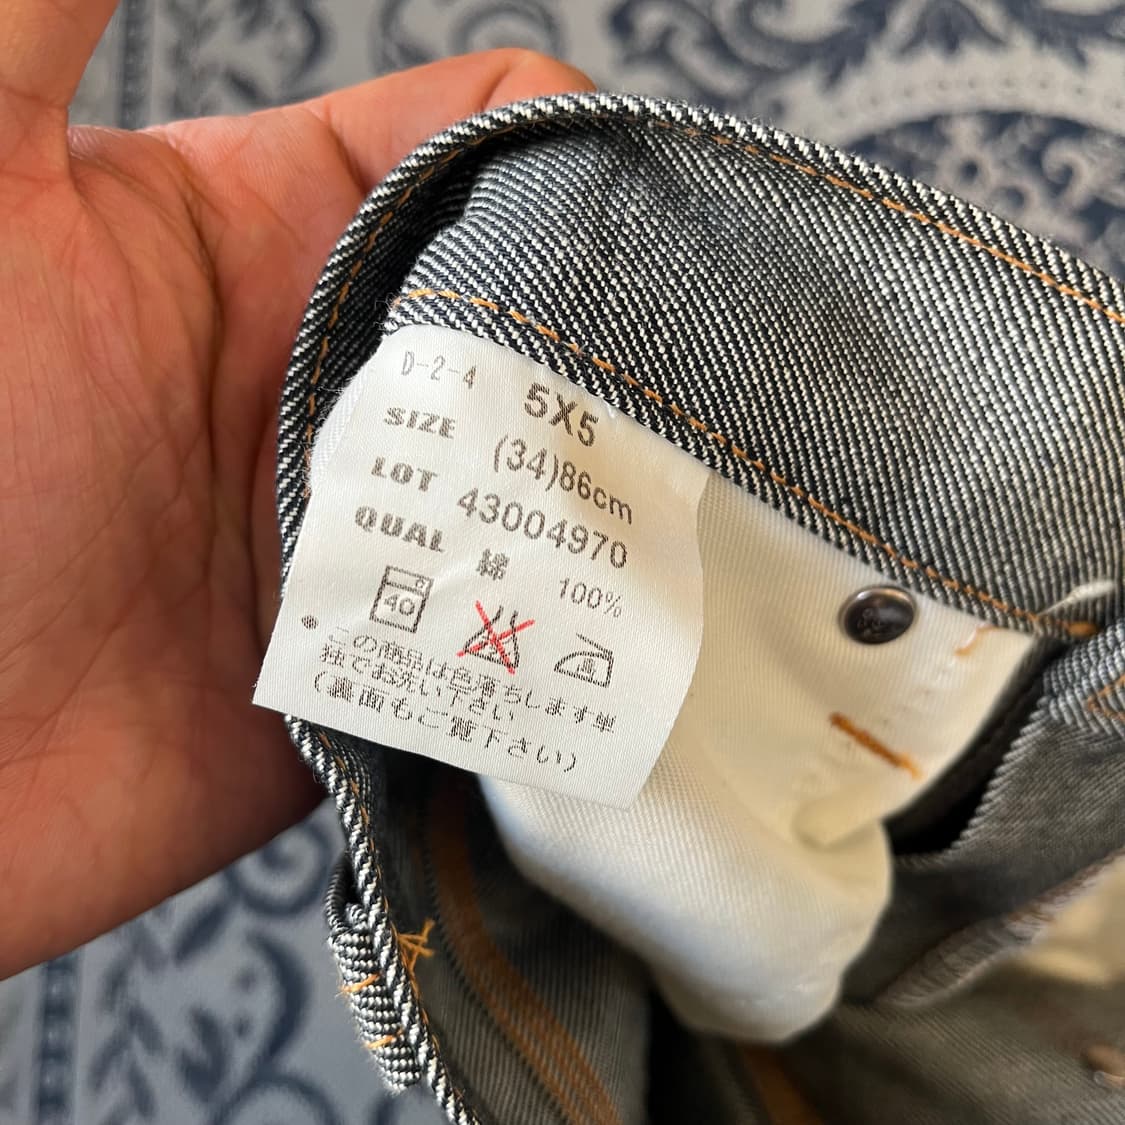 D-2-4
5X5
SIZE (34)86cm
LOT 43004970
QUAL 綿 100%
40
この商品は色落ちします単
独でお洗い下さい
(裏面もご覧下さい)